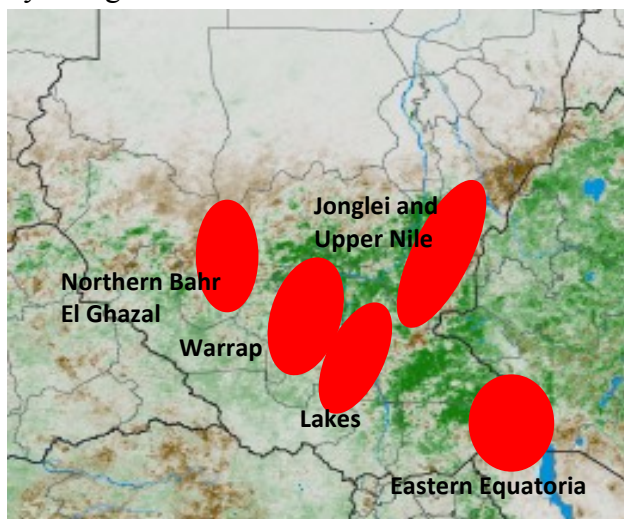 Jonglei and
Upper Nile
Northern Bahr
El Ghazal
Warrap
Lakes
Eastern Equatoria